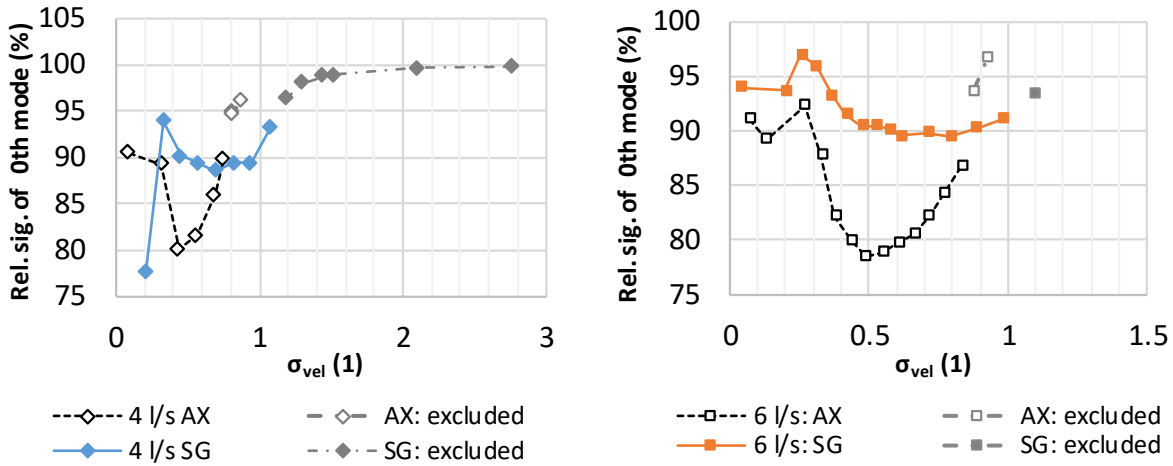 Rel. sig. of 0th mode (%)
105
100
95
90
85
80
75
0 1 2 3
σvel (1)
4 l/s AX
AX: excluded
4 l/s SG
SG: excluded
Rel. sig. of 0th mode (%)
100
95
90
85
80
75
0 0.5 1 1.5
σvel (1)
6 l/s: AX
AX: excluded
6 l/s: SG
SG: excluded